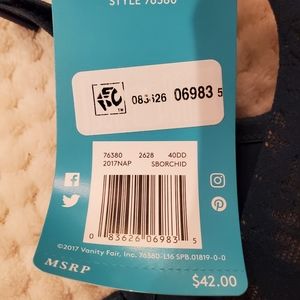 STYLE 76380
083626 06983 5
76380 2628 40DD
2017NAP SBORCHID
0 83626 06983 5
©2017 Vanity Fair, Inc. 76380-L16 SPB.01819-0-0
MSRP
$42.00